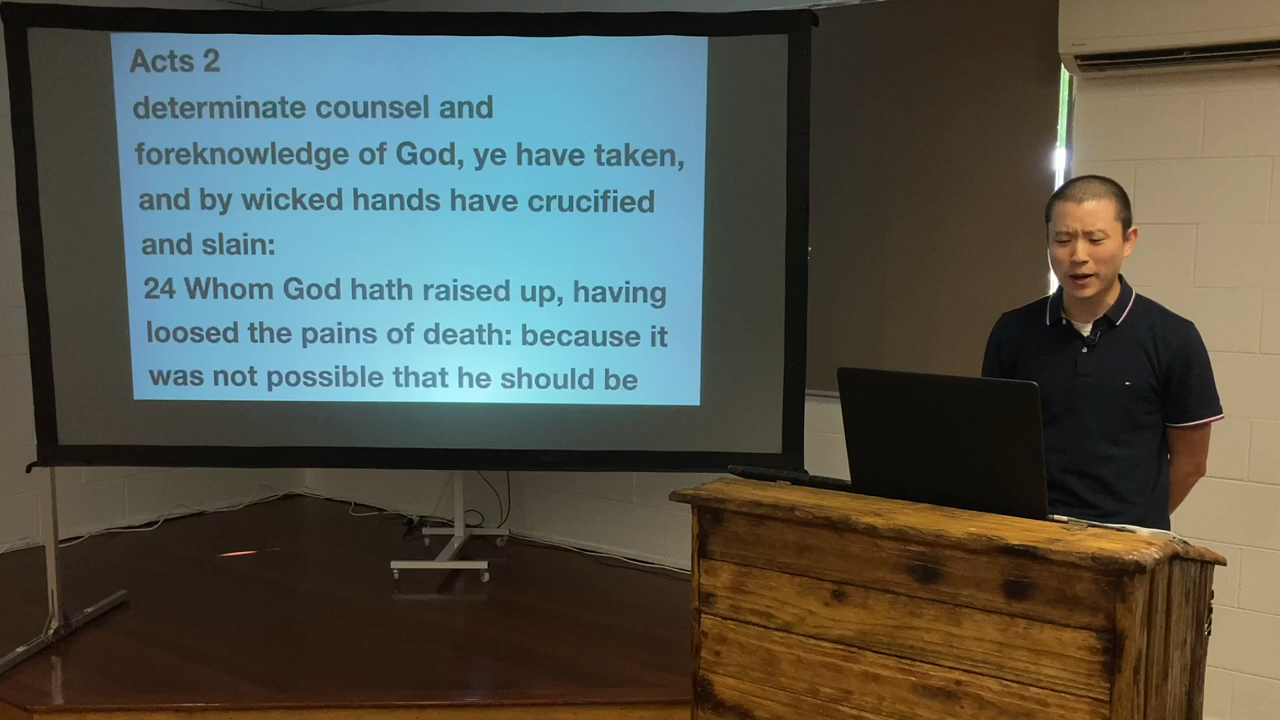 Acts 2
determinate counsel and
foreknowledge of God, ye have taken,
and by wicked hands have crucified
and slain:
24 Whom God hath raised up, having
loosed the pains of death: because it
was not possible that he should be